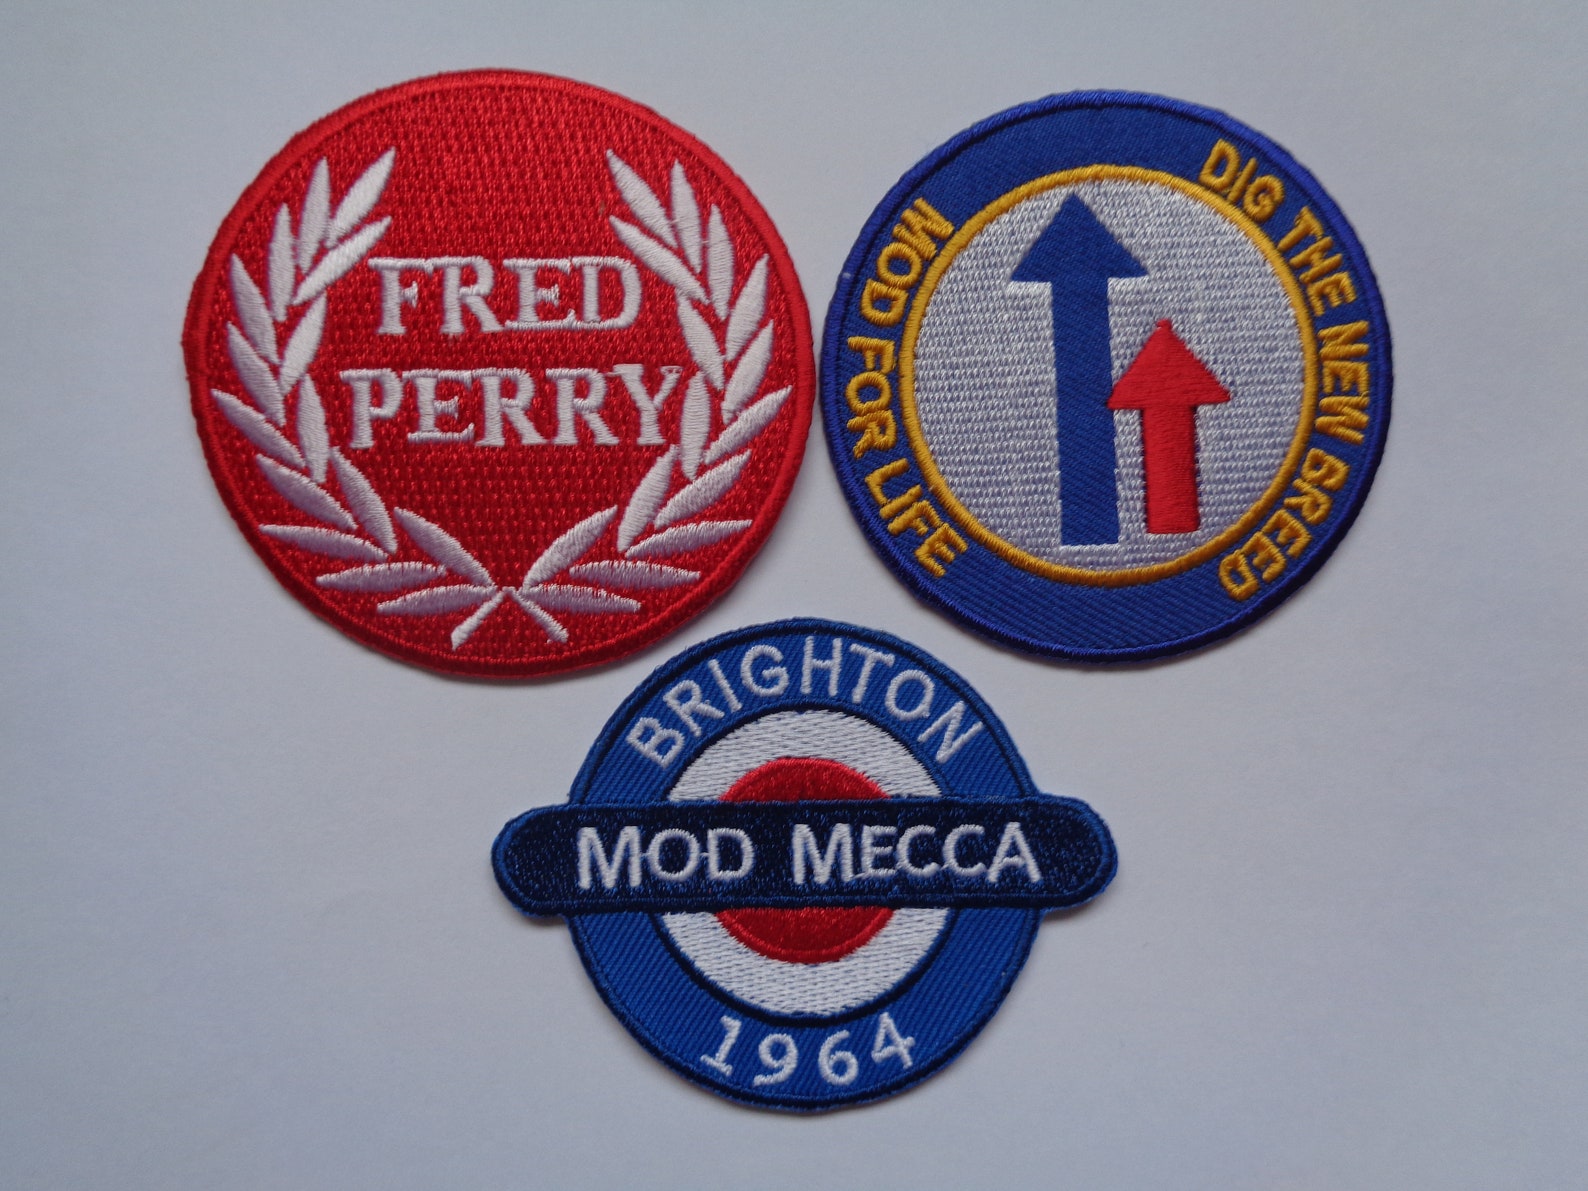 FRED
PERRY
MOD FOR LIFE
DIG THE NEW BREED
BRIGHTON
MOD MECCA
1964